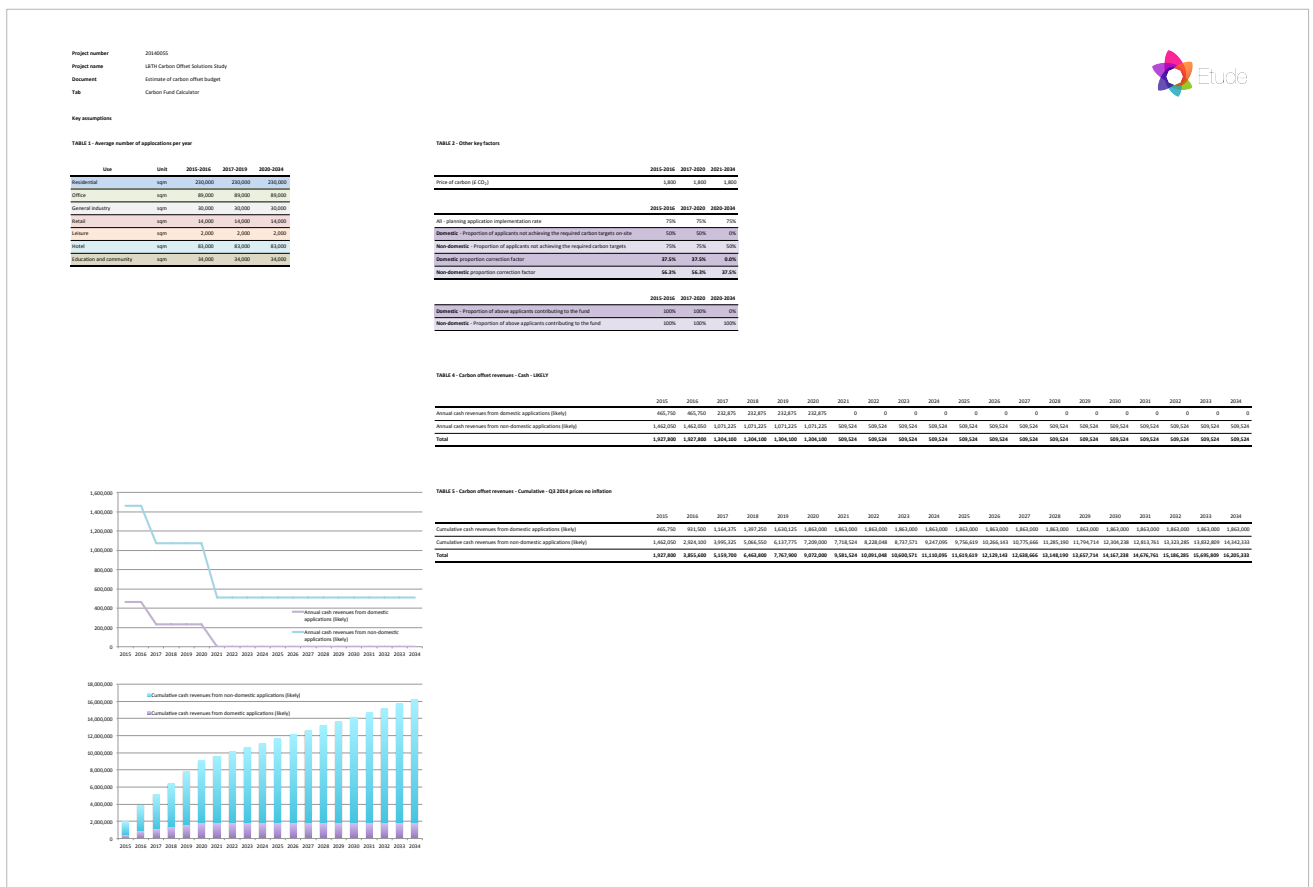 Project number 20140055
Project name LBTH Carbon Offset Solutions Study
Document Estimate of carbon offset budget
Tab Carbon Fund Calculator
Etude
Key assumptions
TABLE 1 - Average number of applocations per year
Use Unit 2015-2016 2017-2019 2020-2034
Residential sqm 230,000 230,000 230,000
Office sqm 89,000 89,000 89,000
General industry sqm 30,000 30,000 30,000
Retail sqm 14,000 14,000 14,000
Leisure sqm 2,000 2,000 2,000
Hotel sqm 83,000 83,000 83,000
Education and community sqm 34,000 34,000 34,000
TABLE 2 - Other key factors
2015-2016 2017-2020 2021-2034
Price of carbon (£ CO₂) 1,800 1,800 1,800
2015-2016 2017-2020 2020-2034
All - planning application implementation rate 75% 75% 75%
Domestic - Proportion of applicants not achieving the required carbon targets on-site 50% 50% 0%
Non-domestic - Proportion of applicants not achieving the required carbon targets 75% 75% 50%
Domestic proportion correction factor 37.5% 37.5% 0.0%
Non-domestic proportion correction factor 56.3% 56.3% 37.5%
2015-2016 2017-2020 2020-2034
Domestic - Proportion of above applicants contributing to the fund 100% 100% 0%
Non-domestic - Proportion of above applicants contributing to the fund 100% 100% 100%
TABLE 4 - Carbon offset revenues - Cash - LIKELY
2015 2016 2017 2018 2019 2020 2021 2022 2023 2024 2025 2026 2027 2028 2029 2030 2031 2032 2033 2034
Annual cash revenues from domestic applications (likely) 465,750 465,750 232,875 232,875 232,875 232,875 0 0 0 0 0 0 0 0 0 0 0 0 0 0
Annual cash revenues from non-domestic applications (likely) 1,462,050 1,462,050 1,071,225 1,071,225 1,071,225 1,071,225 509,524 509,524 509,524 509,524 509,524 509,524 509,524 509,524 509,524 509,524 509,524 509,524 509,524 509,524
Total 1,927,800 1,927,800 1,304,100 1,304,100 1,304,100 1,304,100 509,524 509,524 509,524 509,524 509,524 509,524 509,524 509,524 509,524 509,524 509,524 509,524 509,524 509,524
TABLE 5 - Carbon offset revenues - Cumulative - Q3 2014 prices no inflation
2015 2016 2017 2018 2019 2020 2021 2022 2023 2024 2025 2026 2027 2028 2029 2030 2031 2032 2033 2034
Cumulative cash revenues from domestic applications (likely) 465,750 931,500 1,164,375 1,397,250 1,630,125 1,863,000 1,863,000 1,863,000 1,863,000 1,863,000 1,863,000 1,863,000 1,863,000 1,863,000 1,863,000 1,863,000 1,863,000 1,863,000 1,863,000 1,863,000
Cumulative cash revenues from non-domestic applications (likely) 1,462,050 2,924,100 3,995,325 5,066,550 6,137,775 7,209,000 7,718,524 8,228,048 8,737,571 9,247,095 9,756,619 10,266,143 10,775,666 11,285,190 11,794,714 12,304,238 12,813,761 13,323,285 13,832,809 14,342,333
Total 1,927,800 3,855,600 5,159,700 6,463,800 7,767,900 9,072,000 9,581,524 10,091,048 10,600,571 11,110,095 11,619,619 12,129,143 12,638,666 13,148,190 13,657,714 14,167,238 14,676,761 15,186,285 15,695,809 16,205,333
1,600,000
1,400,000
1,200,000
1,000,000
800,000
600,000
400,000
200,000
0
Annual cash revenues from domestic
applications (likely)
Annual cash revenues from non-domestic
applications (likely)
2015 2016 2017 2018 2019 2020 2021 2022 2023 2024 2025 2026 2027 2028 2029 2030 2031 2032 2033 2034
18,000,000
16,000,000
14,000,000
12,000,000
10,000,000
8,000,000
6,000,000
4,000,000
2,000,000
0
Cumulative cash revenues from non-domestic applications (likely)
Cumulative cash revenues from domestic applications (likely)
2015 2016 2017 2018 2019 2020 2021 2022 2023 2024 2025 2026 2027 2028 2029 2030 2031 2032 2033 2034